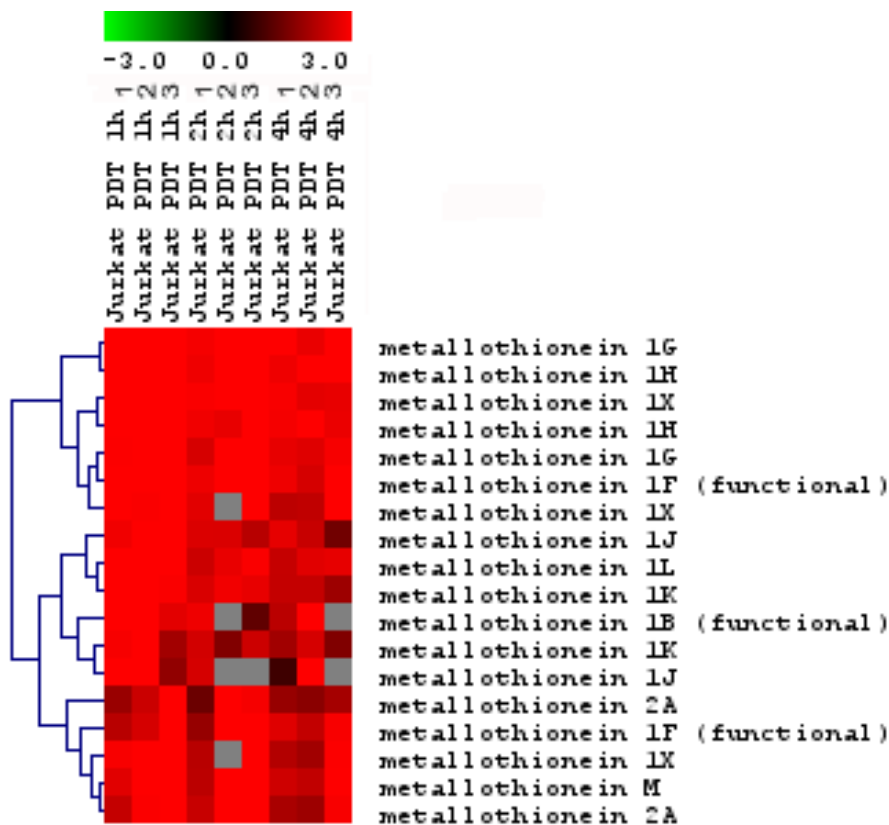 -3.0 0.0 3.0
Jurkat PDT 1h 1
Jurkat PDT 1h 2
Jurkat PDT 1h 3
Jurkat PDT 2h 1
Jurkat PDT 2h 2
Jurkat PDT 2h 3
Jurkat PDT 4h 1
Jurkat PDT 4h 2
Jurkat PDT 4h 3
metallothionein 1G
metallothionein 1H
metallothionein 1X
metallothionein 1H
metallothionein 1G
metallothionein 1F (functional)
metallothionein 1X
metallothionein 1J
metallothionein 1L
metallothionein 1K
metallothionein 1B (functional)
metallothionein 1K
metallothionein 1J
metallothionein 2A
metallothionein 1F (functional)
metallothionein 1X
metallothionein M
metallothionein 2A